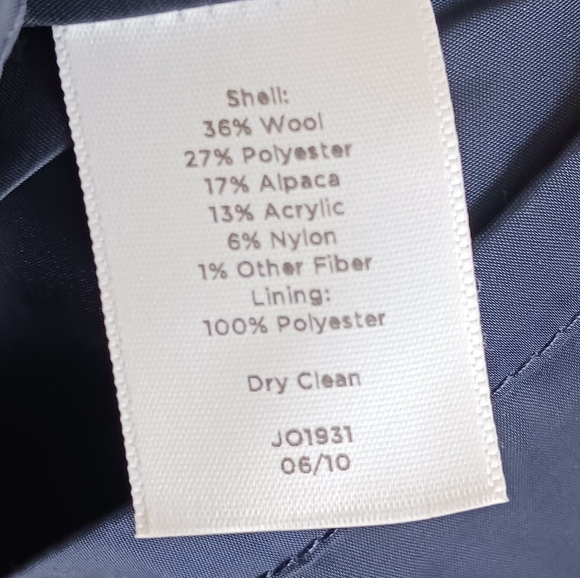 Shell:
36% Wool
27% Polyester
17% Alpaca
13% Acrylic
6% Nylon
1% Other Fiber
Lining:
100% Polyester
Dry Clean
JO1931
06/10